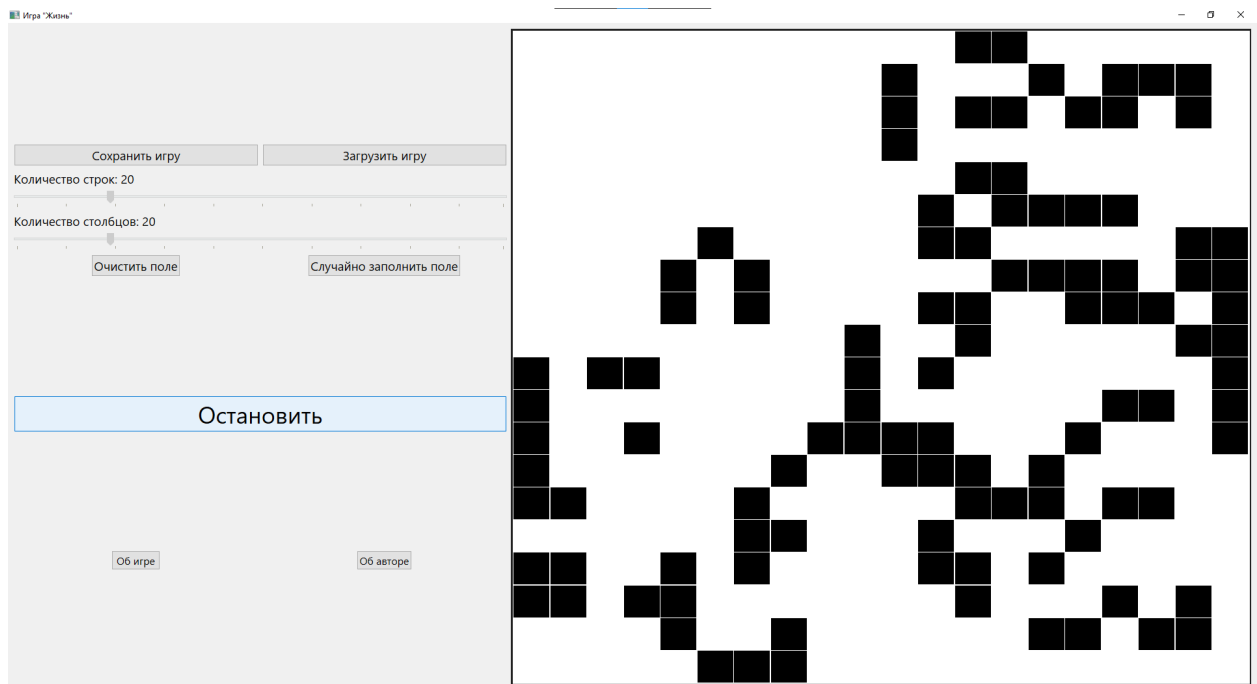 Игра "Жизнь"
Сохранить игру
Загрузить игру
Количество строк: 20
Количество столбцов: 20
Очистить поле
Случайно заполнить поле
Остановить
Об игре
Об авторе